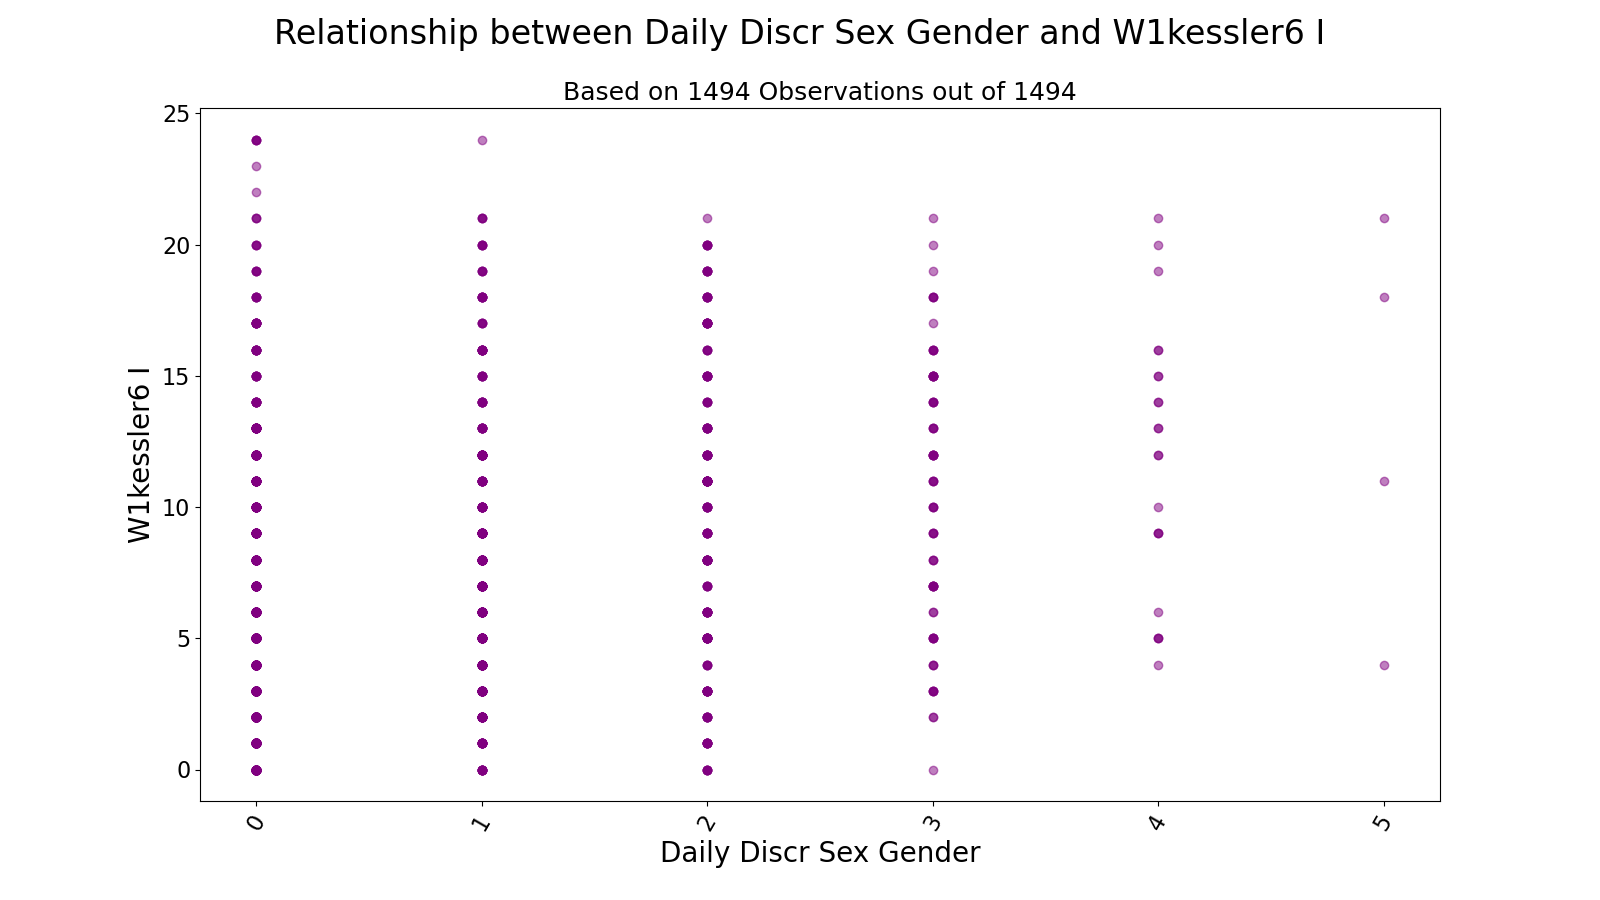 Relationship between Daily Discr Sex Gender and W1kessler6 I
Based on 1494 Observations out of 1494
25
20
15
10
5
0
W1kessler6 I
0 1 2 3 4 5
Daily Discr Sex Gender